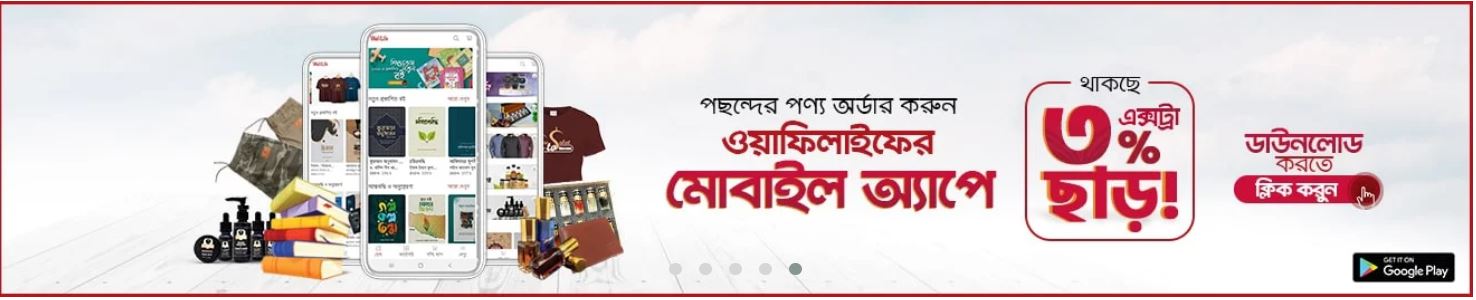 পছন্দের পণ্য অর্ডার করুন
ওয়াফিলাইফের
মোবাইল অ্যাপে
থাকছে
৩%
এক্সট্রা
ছাড়!
ডাউনলোড
করতে
ক্লিক করুন
GET IT ON
Google Play